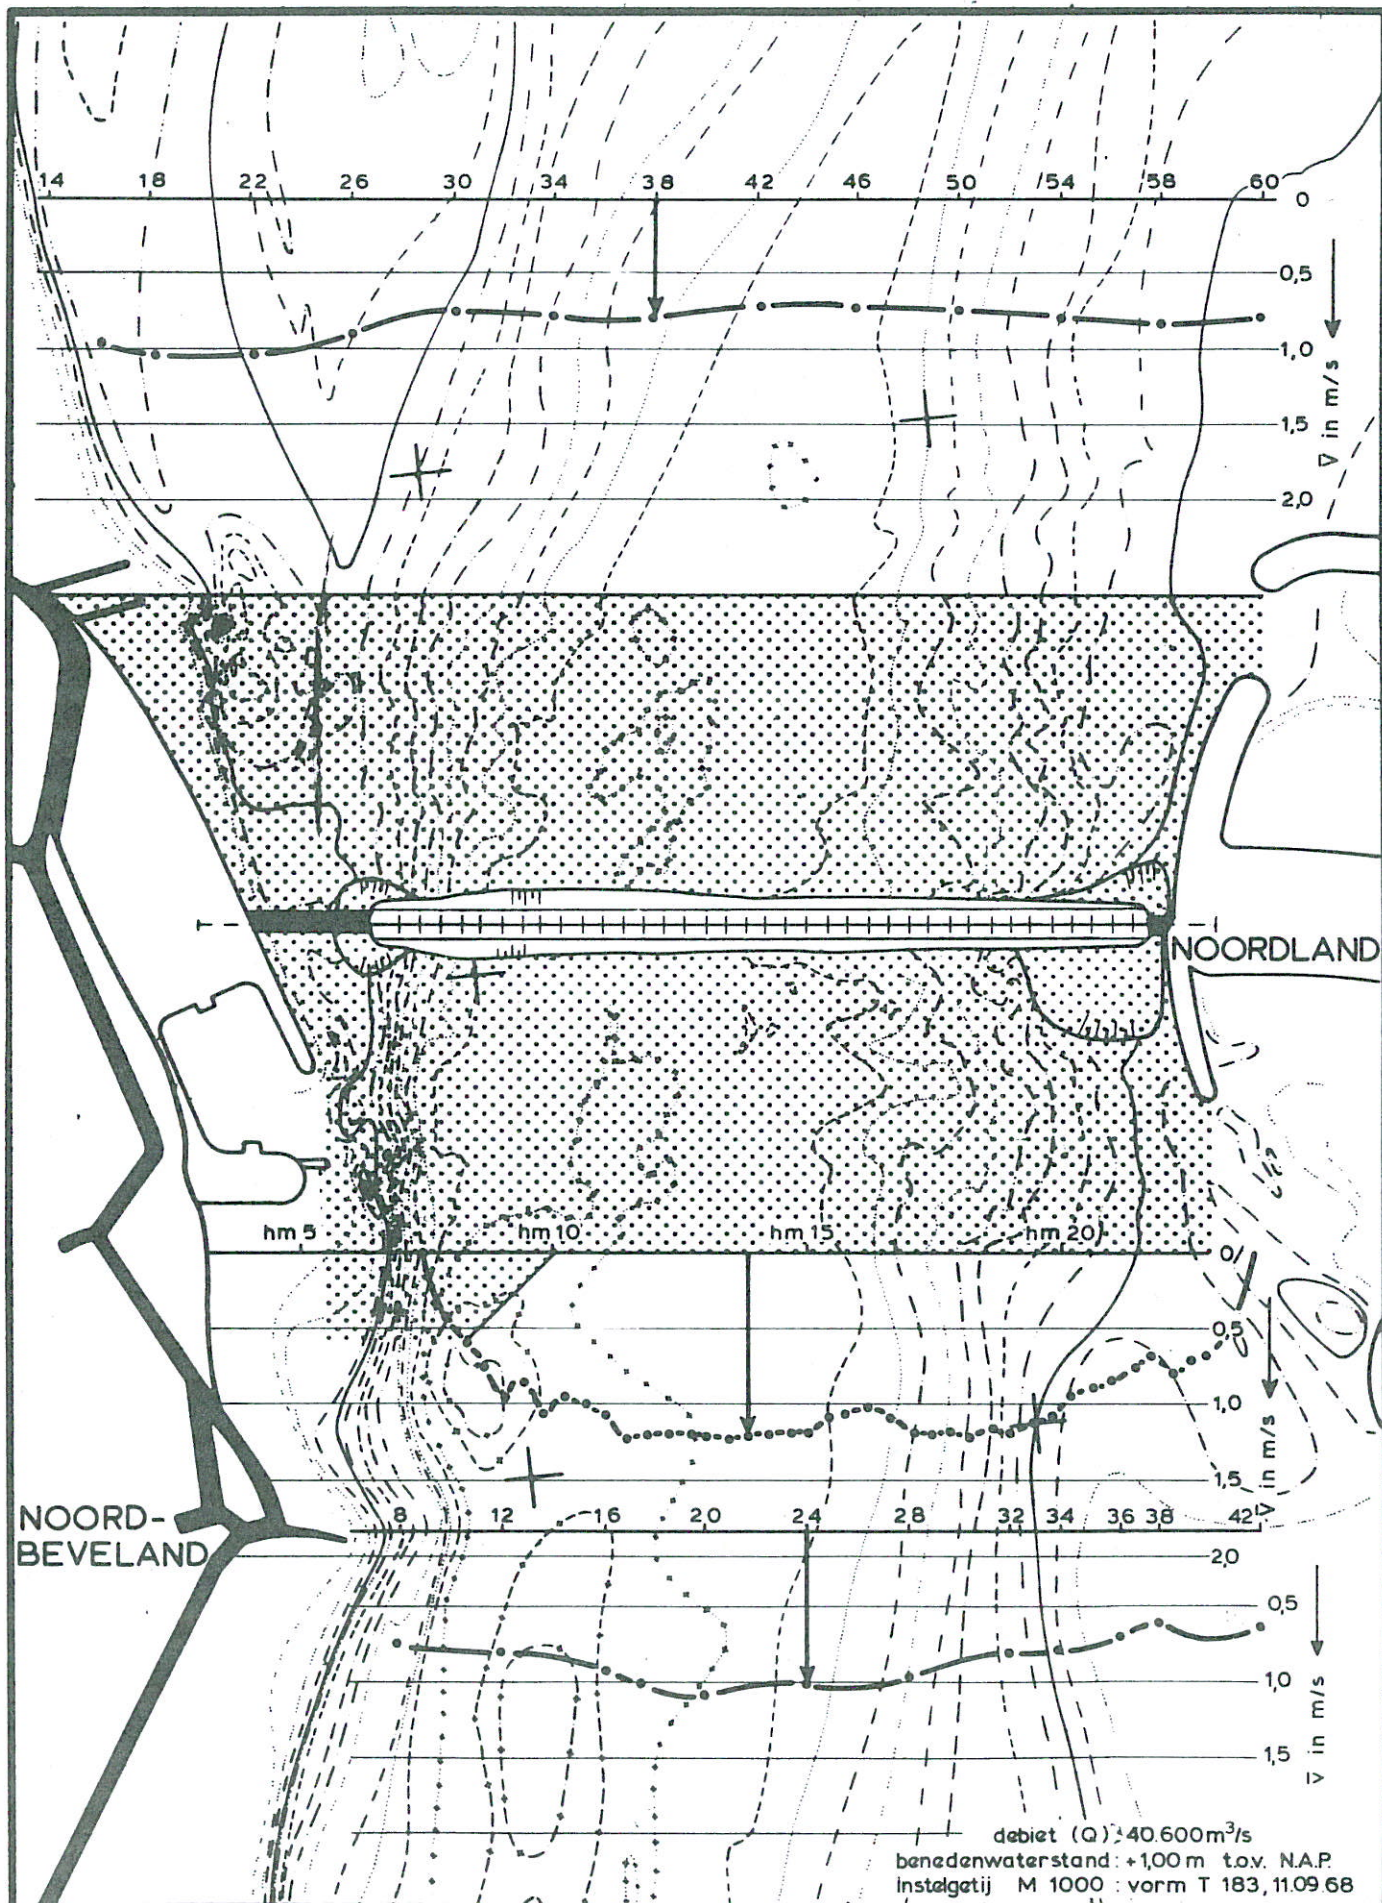 14 18 22 26 30 34 38 42 46 50 54 58 60
0
0,5
1,0
1,5
2,0
v̅ in m/s
NOORDLAND
hm 5 hm 10 hm 15 hm 20
0
0,5
1,0
1,5
2,0
v̅ in m/s
NOORD-
BEVELAND
8 12 16 20 24 28 32 34 36 38 42
0,5
1,0
1,5
v̅ in m/s
debiet (Q): 40.600 m³/s
benedenwaterstand: +1,00 m t.o.v. N.A.P.
instelgetij M 1000 : vorm T 183, 11.09.68